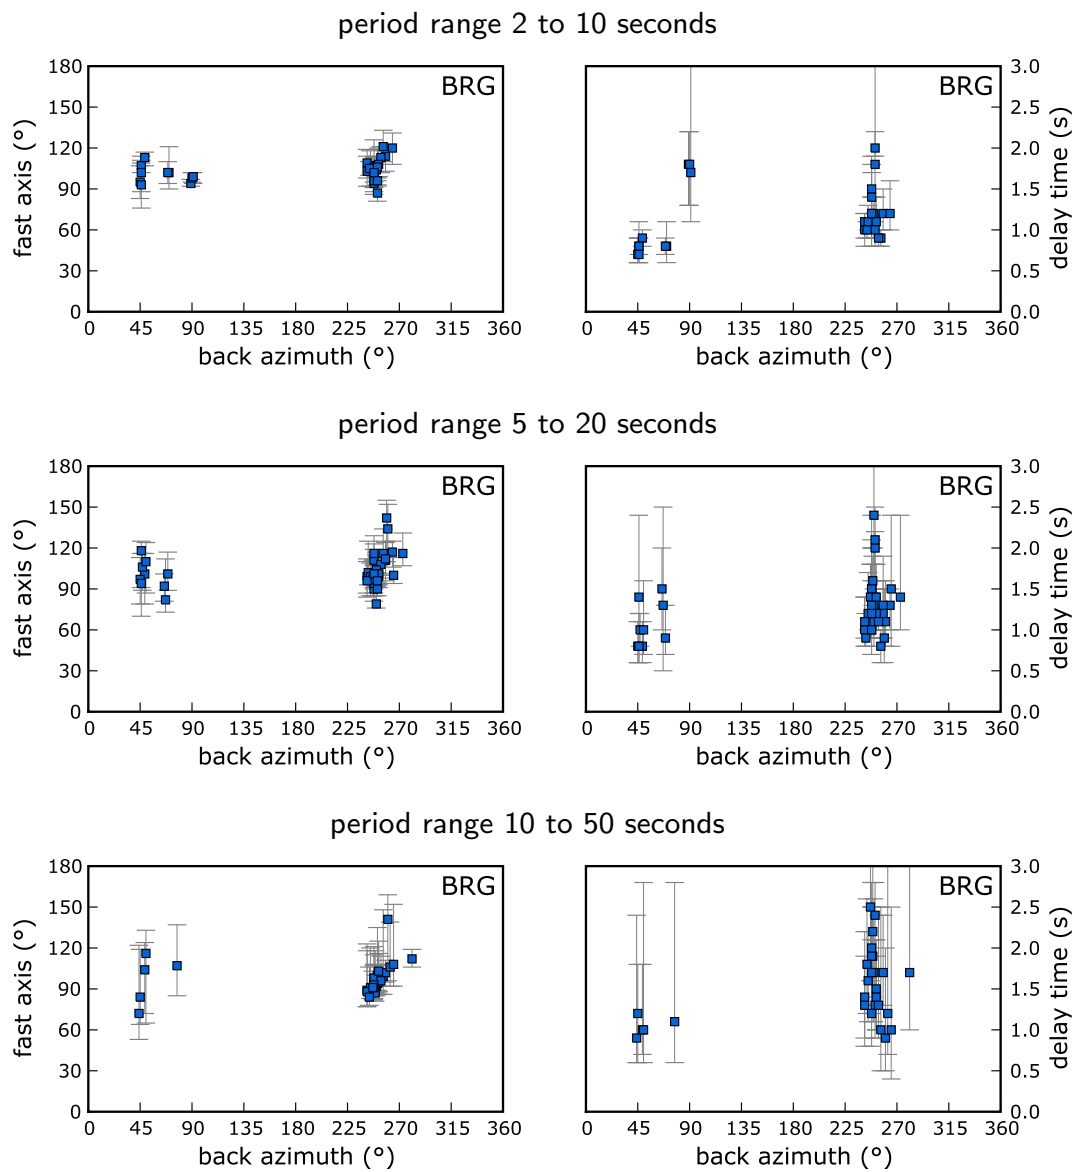 period range 2 to 10 seconds
180 BRG BRG 3.0
150 2.5
120 2.0
90 1.5
60 1.0
30 0.5
0 0.0
fast axis (°) delay time (s)
0 45 90 135 180 225 270 315 360 0 45 90 135 180 225 270 315 360
back azimuth (°) back azimuth (°)
period range 5 to 20 seconds
180 BRG BRG 3.0
150 2.5
120 2.0
90 1.5
60 1.0
30 0.5
0 0.0
fast axis (°) delay time (s)
0 45 90 135 180 225 270 315 360 0 45 90 135 180 225 270 315 360
back azimuth (°) back azimuth (°)
period range 10 to 50 seconds
180 BRG BRG 3.0
150 2.5
120 2.0
90 1.5
60 1.0
30 0.5
0 0.0
fast axis (°) delay time (s)
0 45 90 135 180 225 270 315 360 0 45 90 135 180 225 270 315 360
back azimuth (°) back azimuth (°)